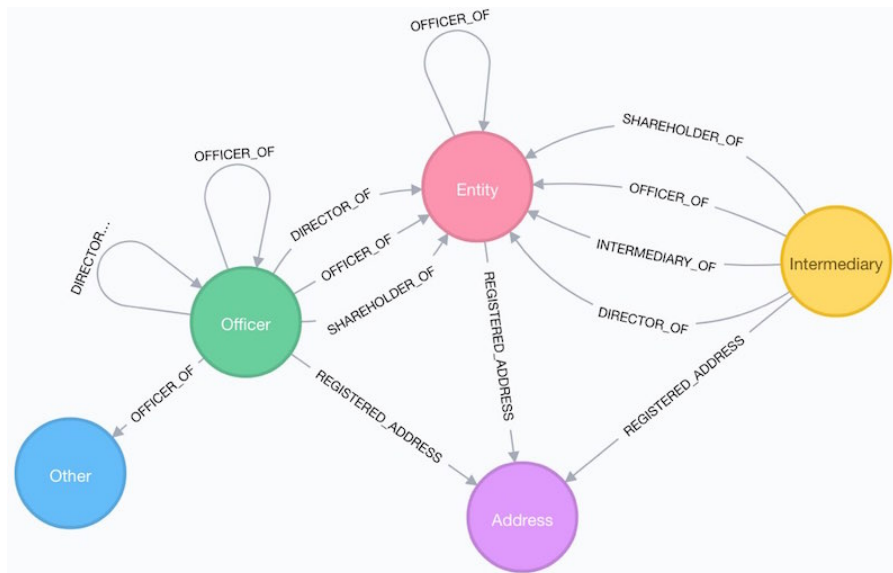 OFFICER_OF
SHAREHOLDER_OF
OFFICER_OF
Entity
DIRECTOR_OF
OFFICER_OF
DIRECTOR...
OFFICER_OF
INTERMEDIARY_OF
Intermediary
SHAREHOLDER_OF
REGISTERED_ADDRESS
DIRECTOR_OF
Officer
REGISTERED_ADDRESS
OFFICER_OF
REGISTERED_ADDRESS
Other
Address